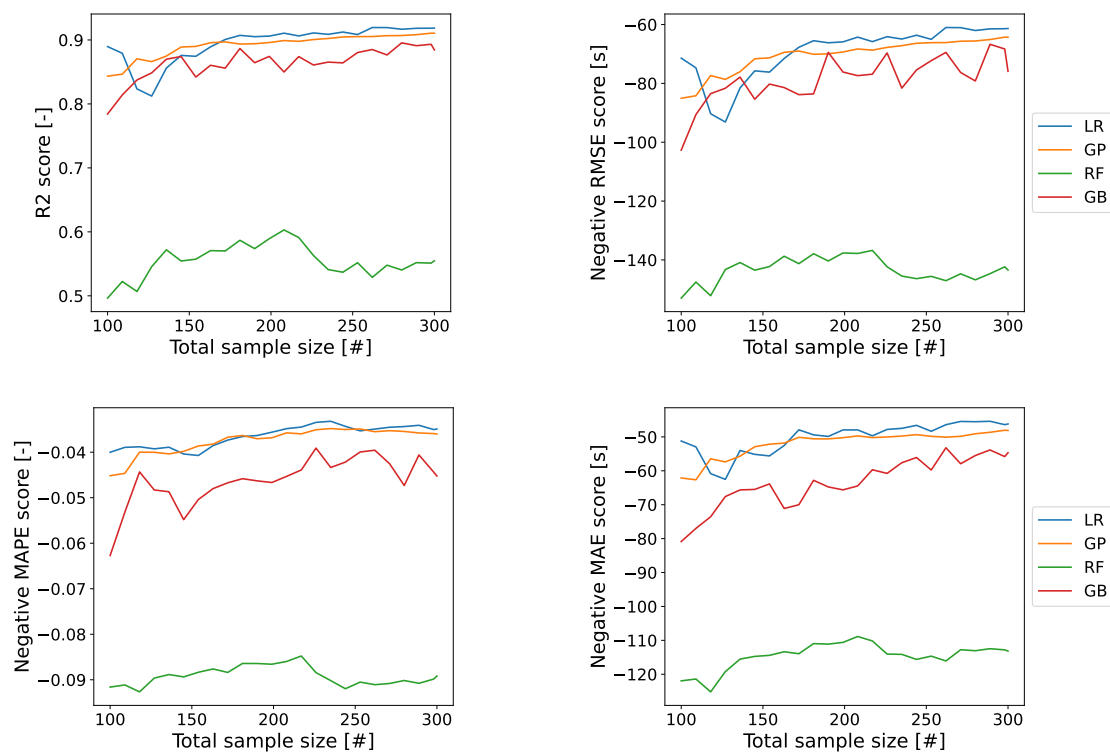 0.9
0.8
0.7
0.6
0.5
R2 score [-]
100 150 200 250 300
Total sample size [#]
−60
−80
−100
−120
−140
Negative RMSE score [s]
100 150 200 250 300
Total sample size [#]
LR
GP
RF
GB
−0.04
−0.05
−0.06
−0.07
−0.08
−0.09
Negative MAPE score [-]
100 150 200 250 300
Total sample size [#]
−50
−60
−70
−80
−90
−100
−110
−120
Negative MAE score [s]
100 150 200 250 300
Total sample size [#]
LR
GP
RF
GB